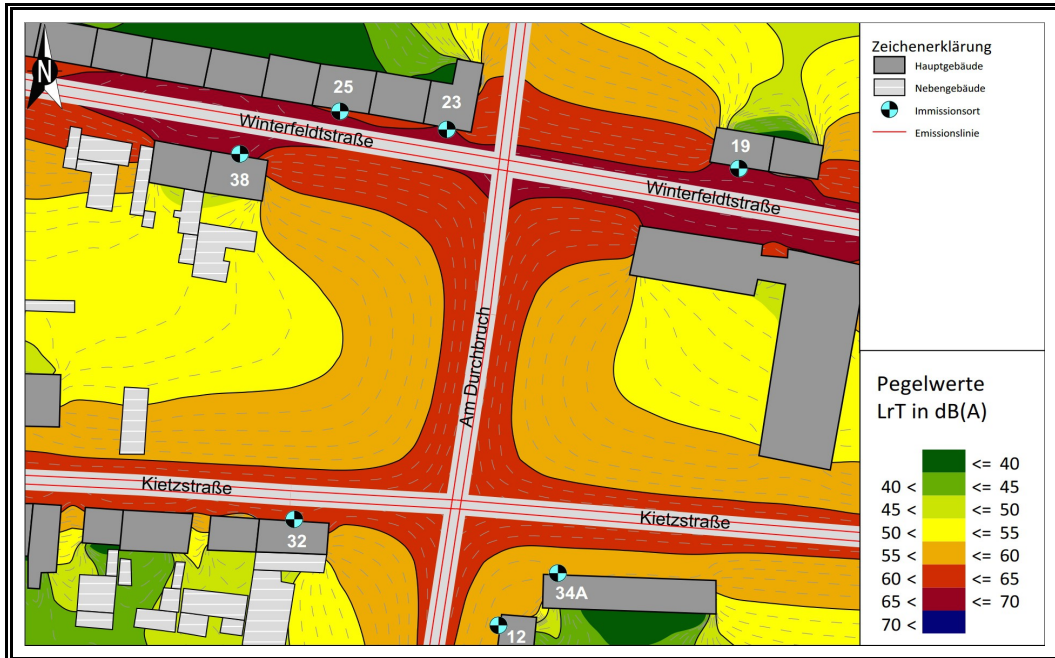 N
25
23
19
38
Winterfeldtstraße
Winterfeldtstraße
Am Durchbruch
Kietzstraße
Kietzstraße
32
34A
12
Zeichenerklärung
Hauptgebäude
Nebengebäude
Immissionsort
Emissionslinie
Pegelwerte
LrT in dB(A)
<= 40
40 < <= 45
45 < <= 50
50 < <= 55
55 < <= 60
60 < <= 65
65 < <= 70
70 <